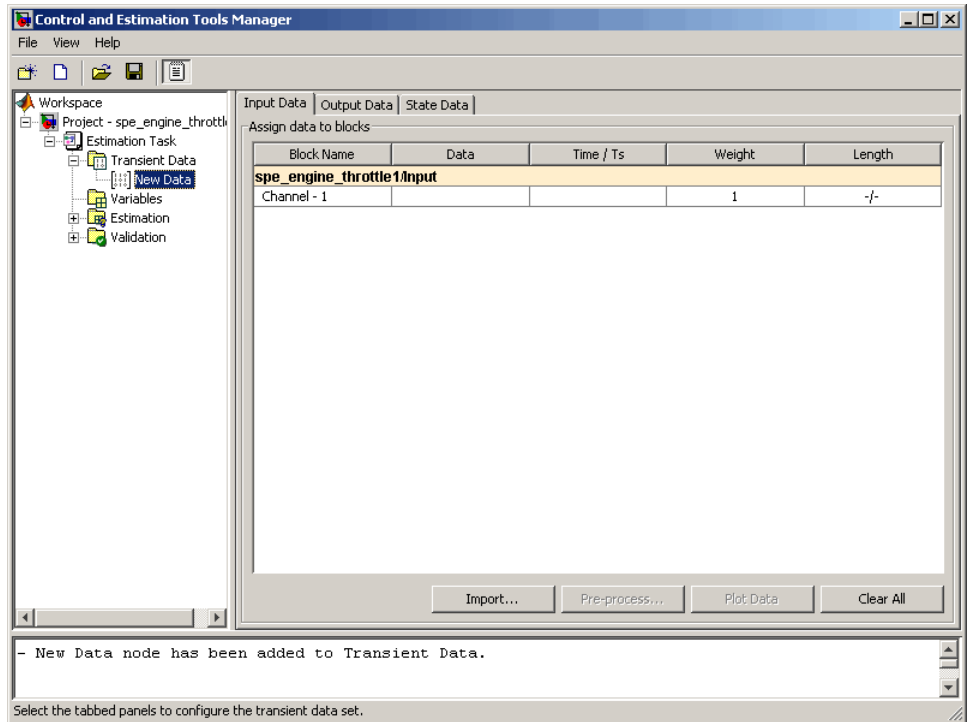 Control and Estimation Tools Manager
File View Help
Workspace
Project - spe_engine_throttl
Estimation Task
Transient Data
New Data
Variables
Estimation
Validation
Input Data Output Data State Data
Assign data to blocks
Block Name Data Time / Ts Weight Length
spe_engine_throttle1/Input
Channel - 1 1 -/-
Import... Pre-process... Plot Data Clear All
- New Data node has been added to Transient Data.
Select the tabbed panels to configure the transient data set.